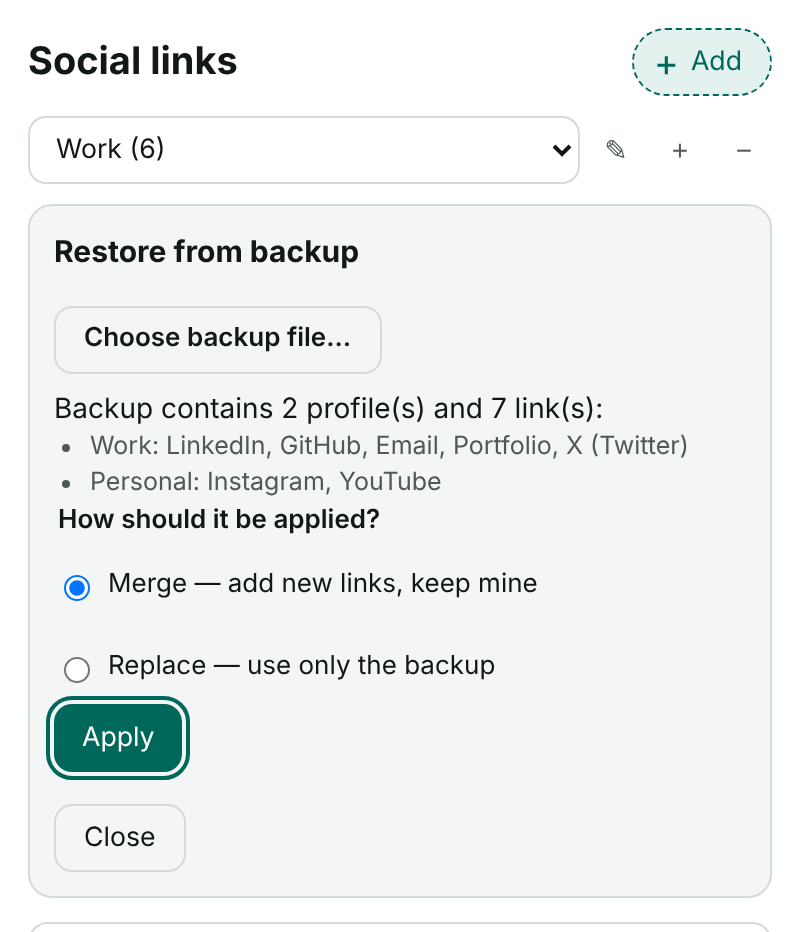 Social links
+ Add
Work (6)
✎ + −
Restore from backup
Choose backup file…
Backup contains 2 profile(s) and 7 link(s):
• Work: LinkedIn, GitHub, Email, Portfolio, X (Twitter)
• Personal: Instagram, YouTube
How should it be applied?
Merge — add new links, keep mine
Replace — use only the backup
Apply
Close